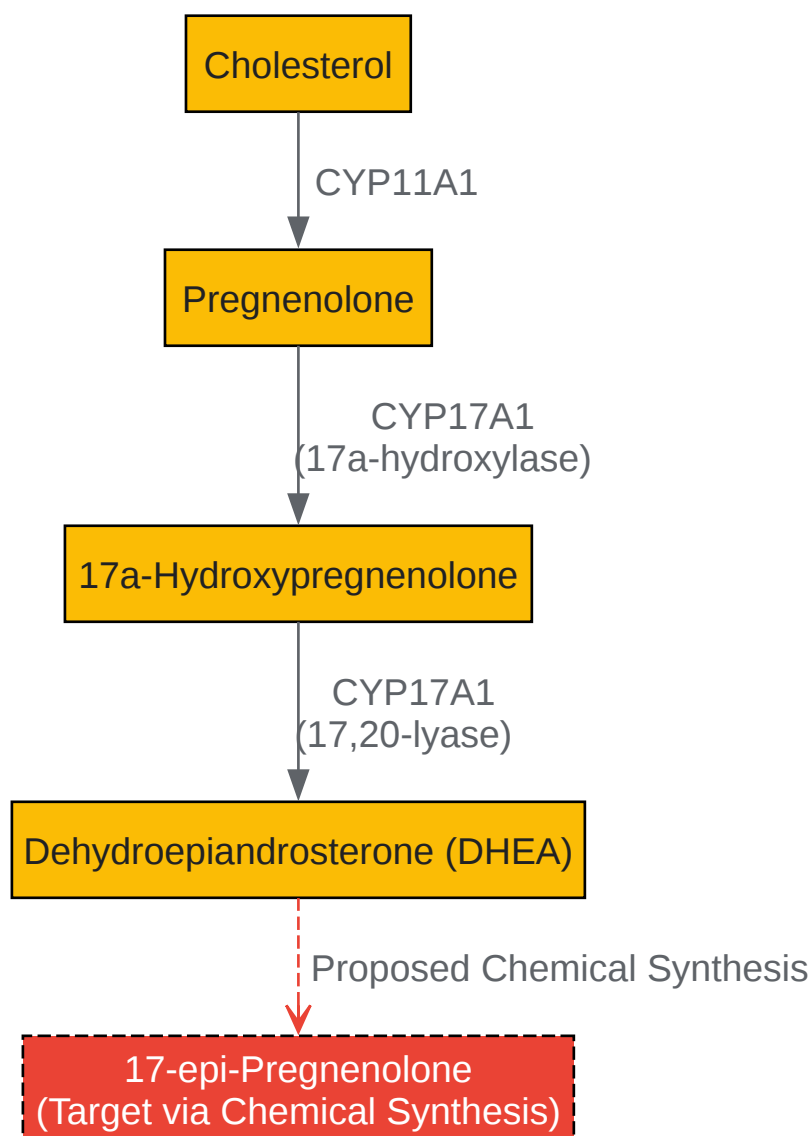 Cholesterol
CYP11A1
Pregnenolone
CYP17A1
(17a-hydroxylase)
17a-Hydroxypregnenolone
CYP17A1
(17,20-lyase)
Dehydroepiandrosterone (DHEA)
Proposed Chemical Synthesis
17-epi-Pregnenolone
(Target via Chemical Synthesis)